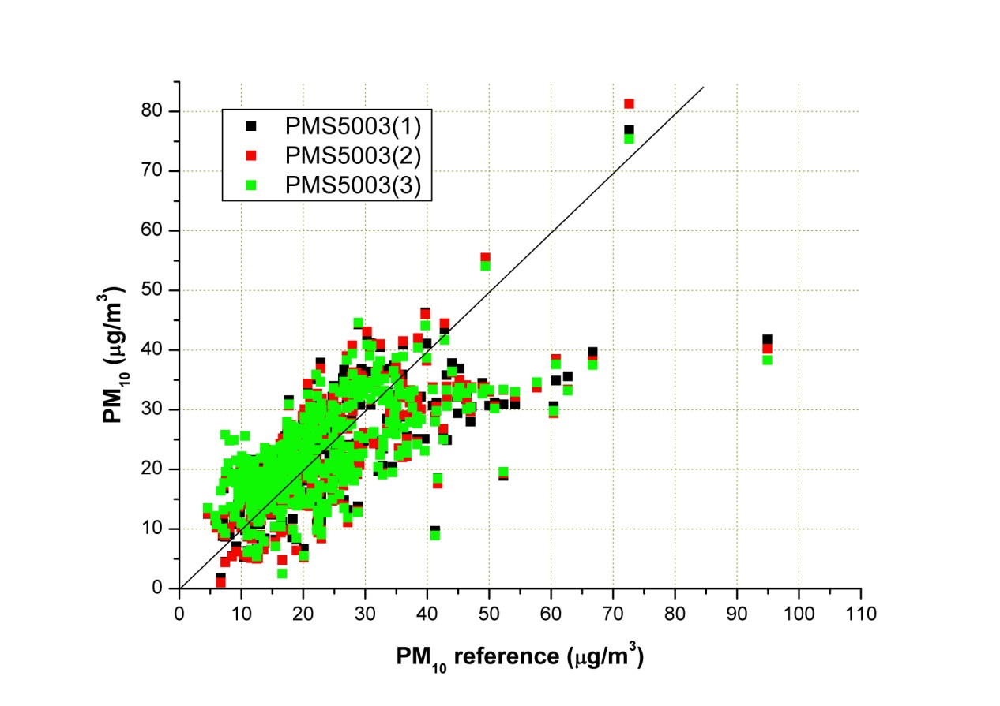 80
70
60
50
40
30
20
10
0
PM₁₀ (μg/m³)
PMS5003(1)
PMS5003(2)
PMS5003(3)
0 10 20 30 40 50 60 70 80 90 100 110
PM₁₀ reference (μg/m³)